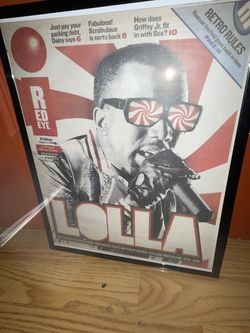 Just pay your
parking debt,
Daley says 6
Fabulous!
Scrabulous
is sorta back 8
How does
Griffey Jr. fit
in with Sox? 10
RETRO RULES
RED
EYE
Friday
LOLLA